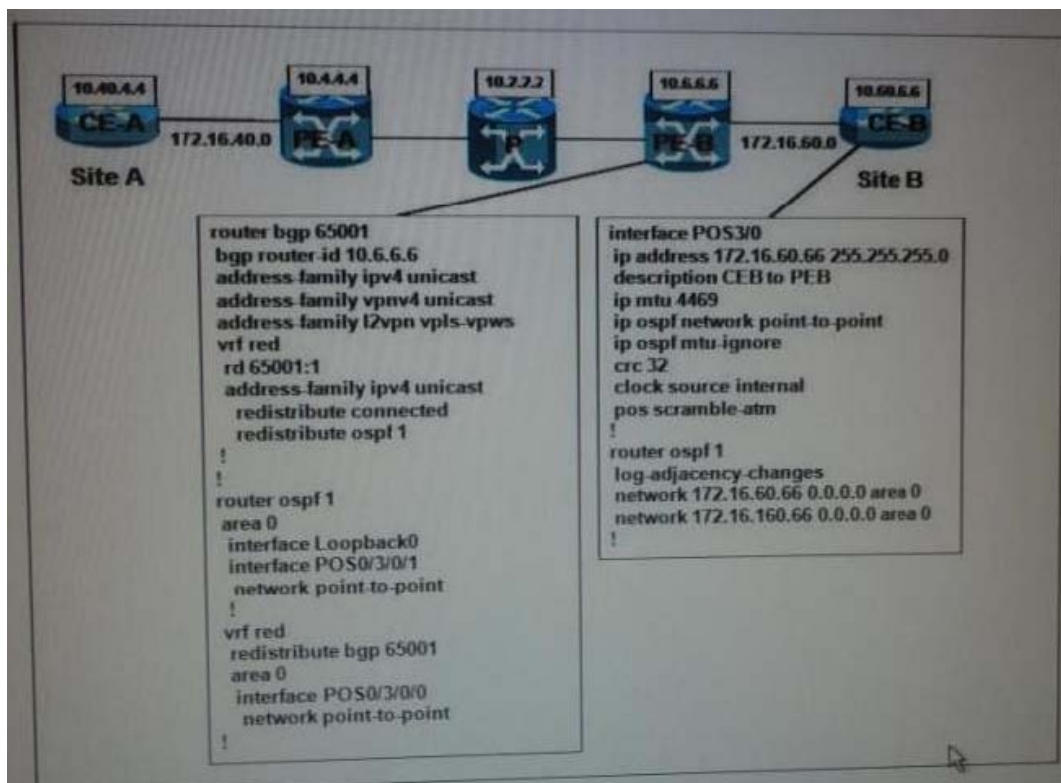 10.40.4.4
10.4.4.4
10.2.2.2
10.6.6.6
10.60.6.6
CE-A
PE-A
P
PE-B
CE-B
172.16.40.0
172.16.60.0
Site A
Site B
router bgp 65001
bgp router-id 10.6.6.6
address-family ipv4 unicast
address-family vpnv4 unicast
address-family l2vpn vpls-vpws
vrf red
rd 65001:1
address-family ipv4 unicast
redistribute connected
redistribute ospf 1
!
!
router ospf 1
area 0
interface Loopback0
interface POS0/3/0/1
network point-to-point
!
vrf red
redistribute bgp 65001
area 0
interface POS0/3/0/0
network point-to-point
!
interface POS3/0
ip address 172.16.60.66 255.255.255.0
description CEB to PEB
ip mtu 4469
ip ospf network point-to-point
ip ospf mtu-ignore
crc 32
clock source internal
pos scramble-atm
!
router ospf 1
log-adjacency-changes
network 172.16.60.66 0.0.0.0 area 0
network 172.16.160.66 0.0.0.0 area 0
!